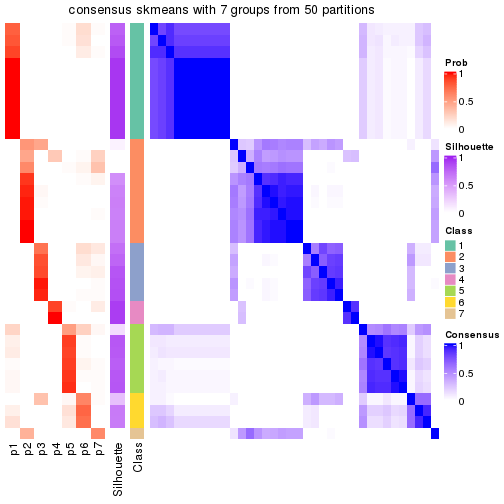 consensus skmeans with 7 groups from 50 partitions
Prob
1
0.5
0
Silhouette
1
0.5
0
Class
1
2
3
4
5
6
7
Consensus
1
0.5
0
p1
p2
p3
p4
p5
p6
p7
Silhouette
Class